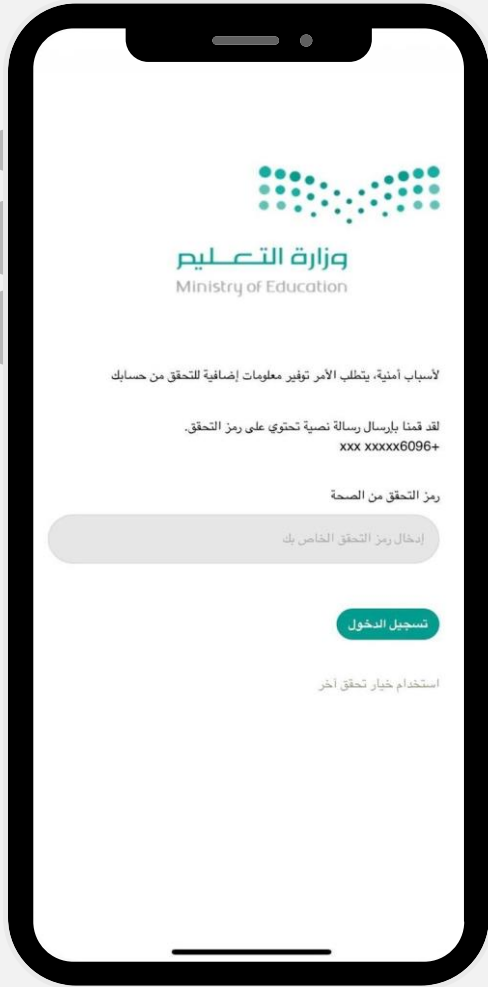 وزارة التعليم
Ministry of Education
لأسباب أمنية، يتطلب الأمر توفير معلومات إضافية للتحقق من حسابك
لقد قمنا بإرسال رسالة نصية تحتوي على رمز التحقق.
+xxx xxxxx6096
رمز التحقق من الصحة
إدخال رمز التحقق الخاص بك
تسجيل الدخول
استخدام خيار تحقق آخر